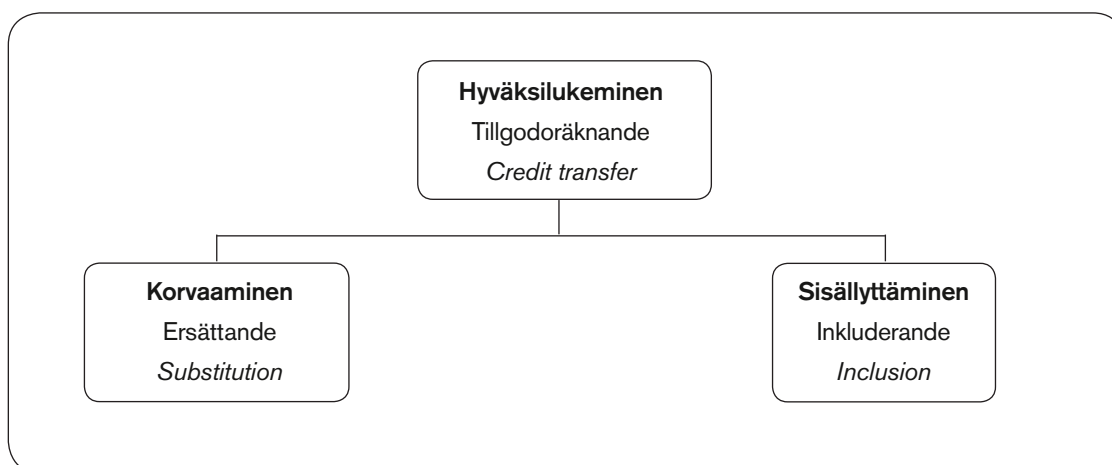 Hyväksilukeminen
Tillgodoräknande
Credit transfer
Korvaaminen
Ersättande
Substitution
Sisällyttäminen
Inkluderande
Inclusion